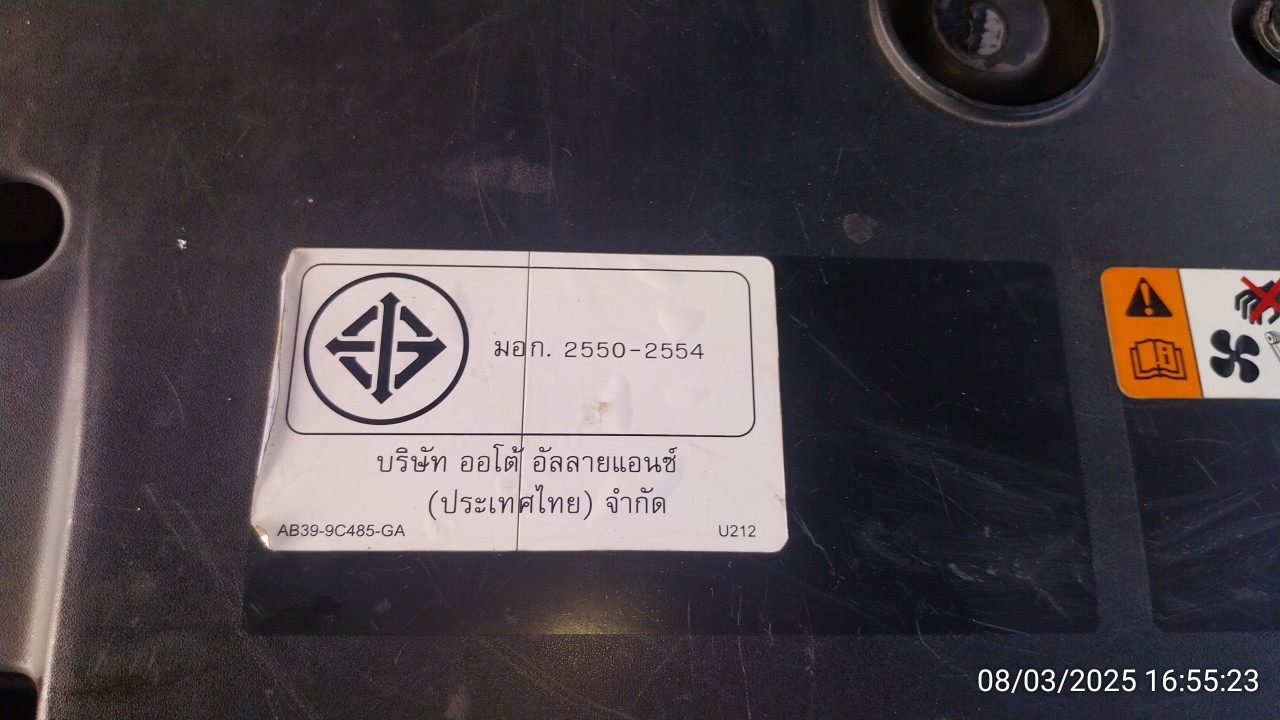 มอก. 2550-2554
บริษัท ออโต้ อัลลายแอนซ์
(ประเทศไทย) จำกัด
AB39-9C485-GA U212
08/03/2025 16:55:23